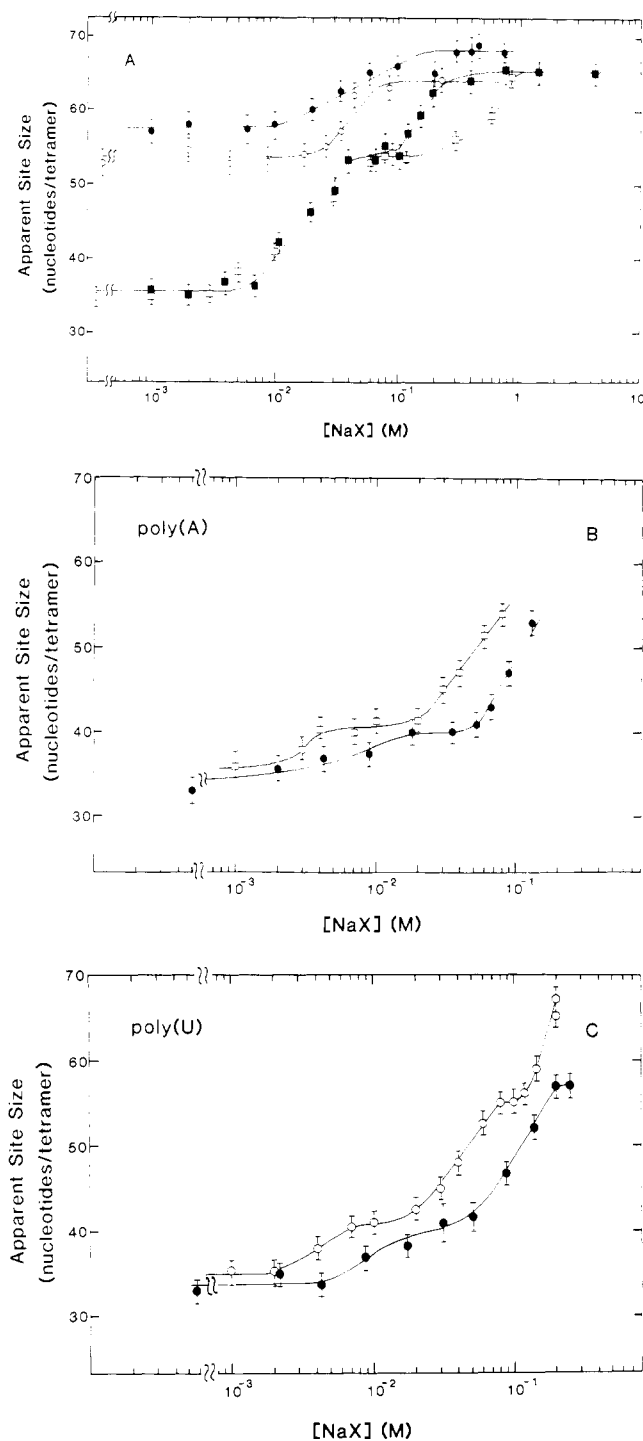 A
70
60
50
40
30
Apparent Site Size
(nucleotides/tetramer)
10⁻³
10⁻²
10⁻¹
1
10
[NaX] (M)
poly(A)
B
70
60
50
40
30
Apparent Site Size
(nucleotides/tetramer)
10⁻³
10⁻²
10⁻¹
[NaX] (M)
poly(U)
C
70
60
50
40
30
Apparent Site Size
(nucleotides/tetramer)
10⁻³
10⁻²
10⁻¹
[NaX] (M)